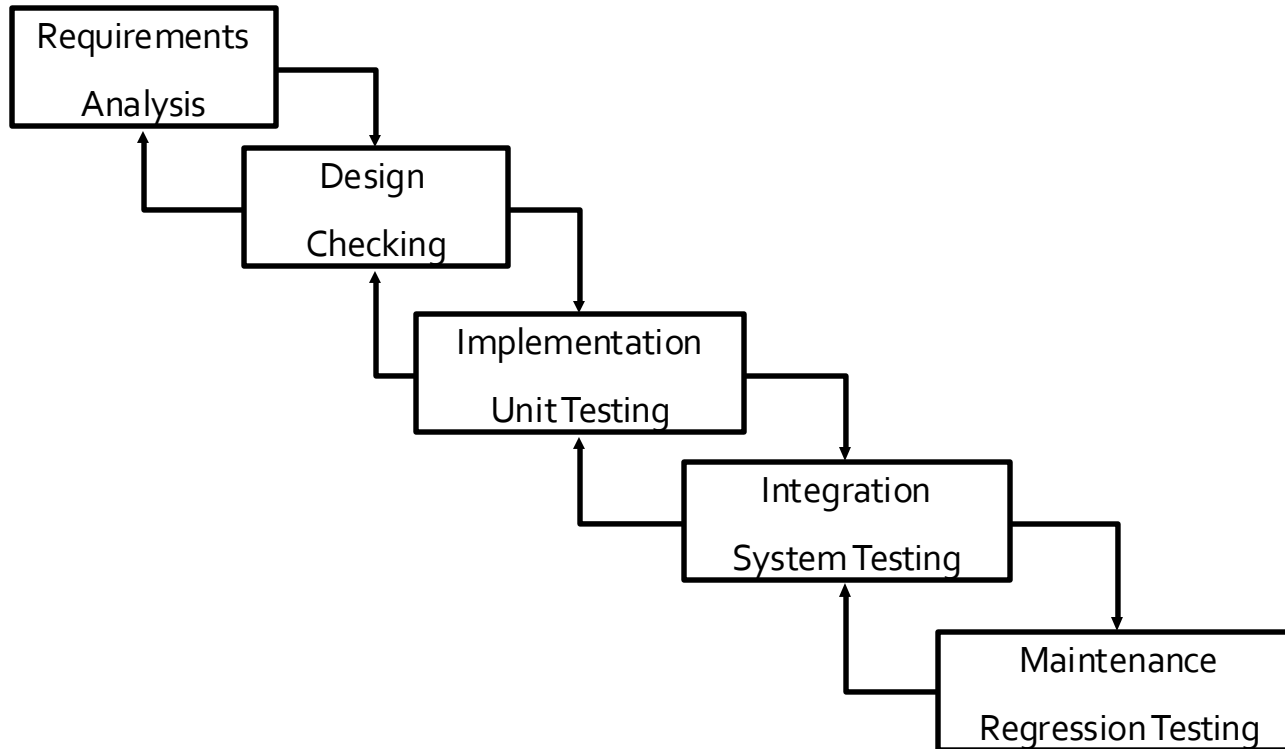 Requirements
Analysis
Design
Checking
Implementation
Unit Testing
Integration
System Testing
Maintenance
Regression Testing